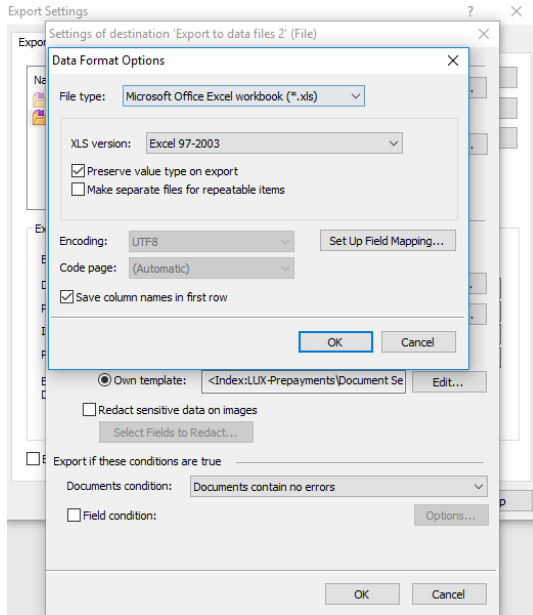 Export Settings ? ×
Settings of destination 'Export to data files 2' (File) ×
Data Format Options ×
File type: Microsoft Office Excel workbook (*.xls)
XLS version: Excel 97-2003
Preserve value type on export
Make separate files for repeatable items
Encoding: UTF8 Set Up Field Mapping...
Code page: (Automatic)
Save column names in first row
OK Cancel
Own template: <Index:LUX-Prepayments\Document Se Edit...
Redact sensitive data on images
Select Fields to Redact...
Export if these conditions are true
Documents condition: Documents contain no errors
Field condition: Options...
OK Cancel